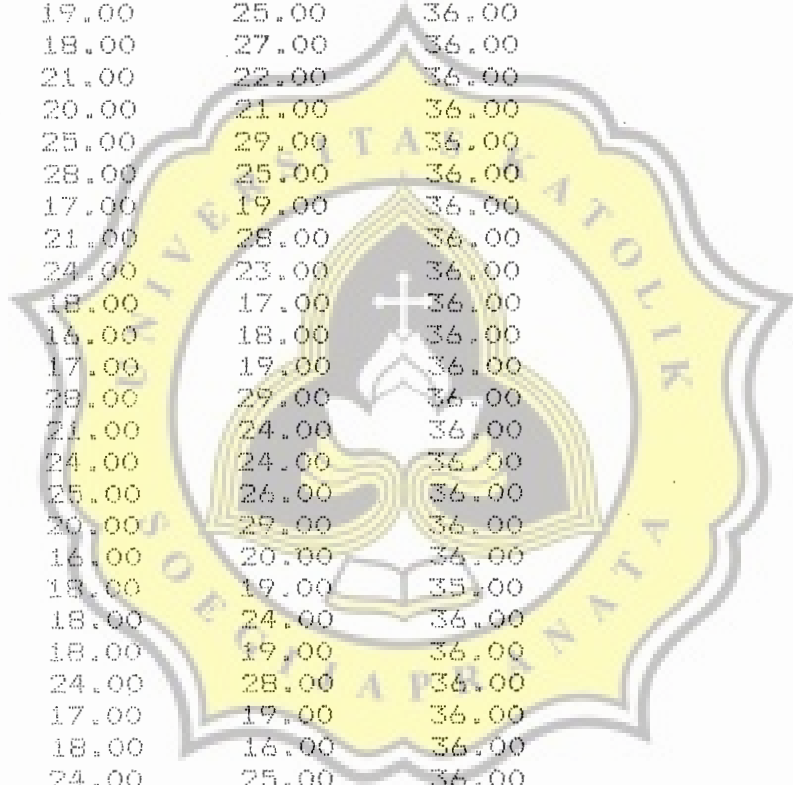 19.00 25.00 36.00
18.00 27.00 36.00
21.00 22.00 36.00
20.00 21.00 36.00
25.00 29.00 36.00
28.00 25.00 36.00
17.00 19.00 36.00
21.00 28.00 36.00
24.00 23.00 36.00
18.00 17.00 36.00
16.00 18.00 36.00
17.00 19.00 36.00
28.00 29.00 36.00
21.00 24.00 36.00
24.00 24.00 36.00
25.00 26.00 36.00
20.00 29.00 36.00
16.00 20.00 36.00
18.00 19.00 35.00
18.00 24.00 36.00
18.00 19.00 36.00
24.00 28.00 36.00
17.00 19.00 36.00
18.00 16.00 36.00
24.00 25.00 36.00
UNIVERSITAS KATOLIK
SOEGIJAPRANATA